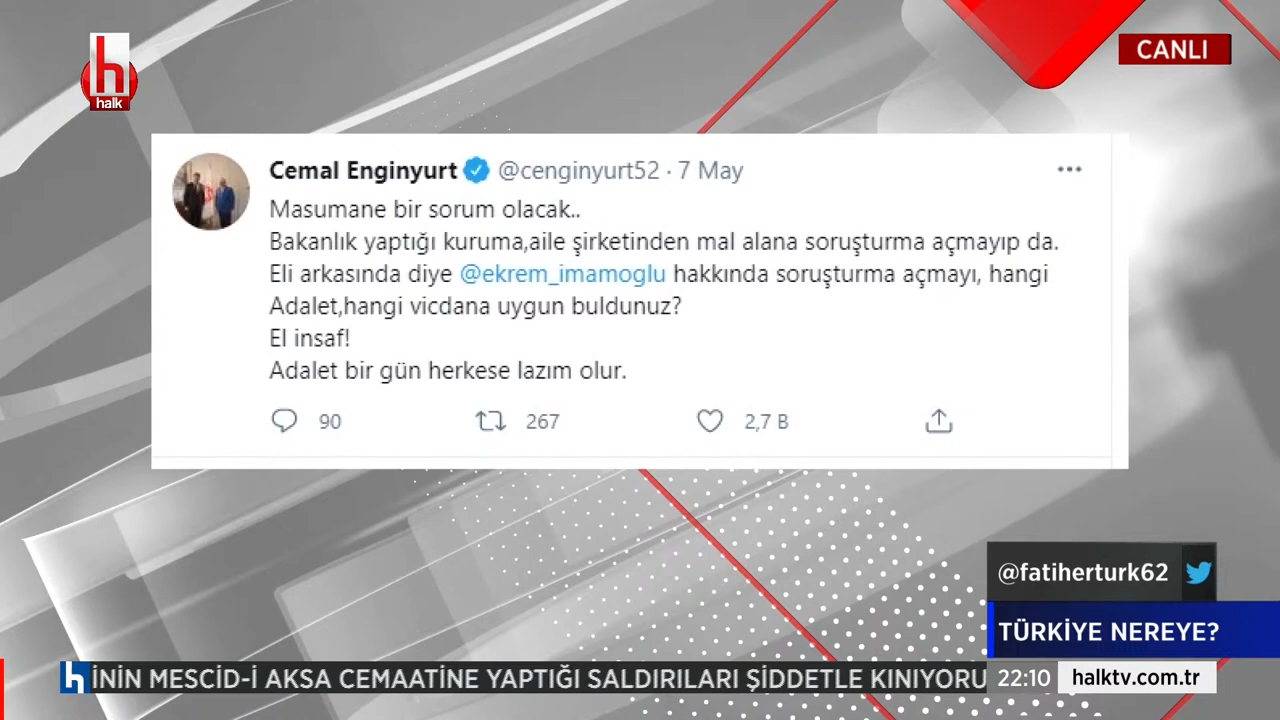 h
halk
CANLI
Cemal Enginyurt @cenginyurt52 · 7 May
Masumane bir sorum olacak..
Bakanlık yaptığı kuruma,aile şirketinden mal alana soruşturma açmayıp da.
Eli arkasında diye @ekrem_imamoglu hakkında soruşturma açmayı, hangi
Adalet,hangi vicdana uygun buldunuz?
El insaf!
Adalet bir gün herkese lazım olur.
90 267 2,7 B
@fatiherturk62
TÜRKİYE NEREYE?
h İNİN MESCİD-İ AKSA CEMAATİNE YAPTIĞI SALDIRILARI ŞİDDETLE KINIYORU 22:10 halktv.com.tr